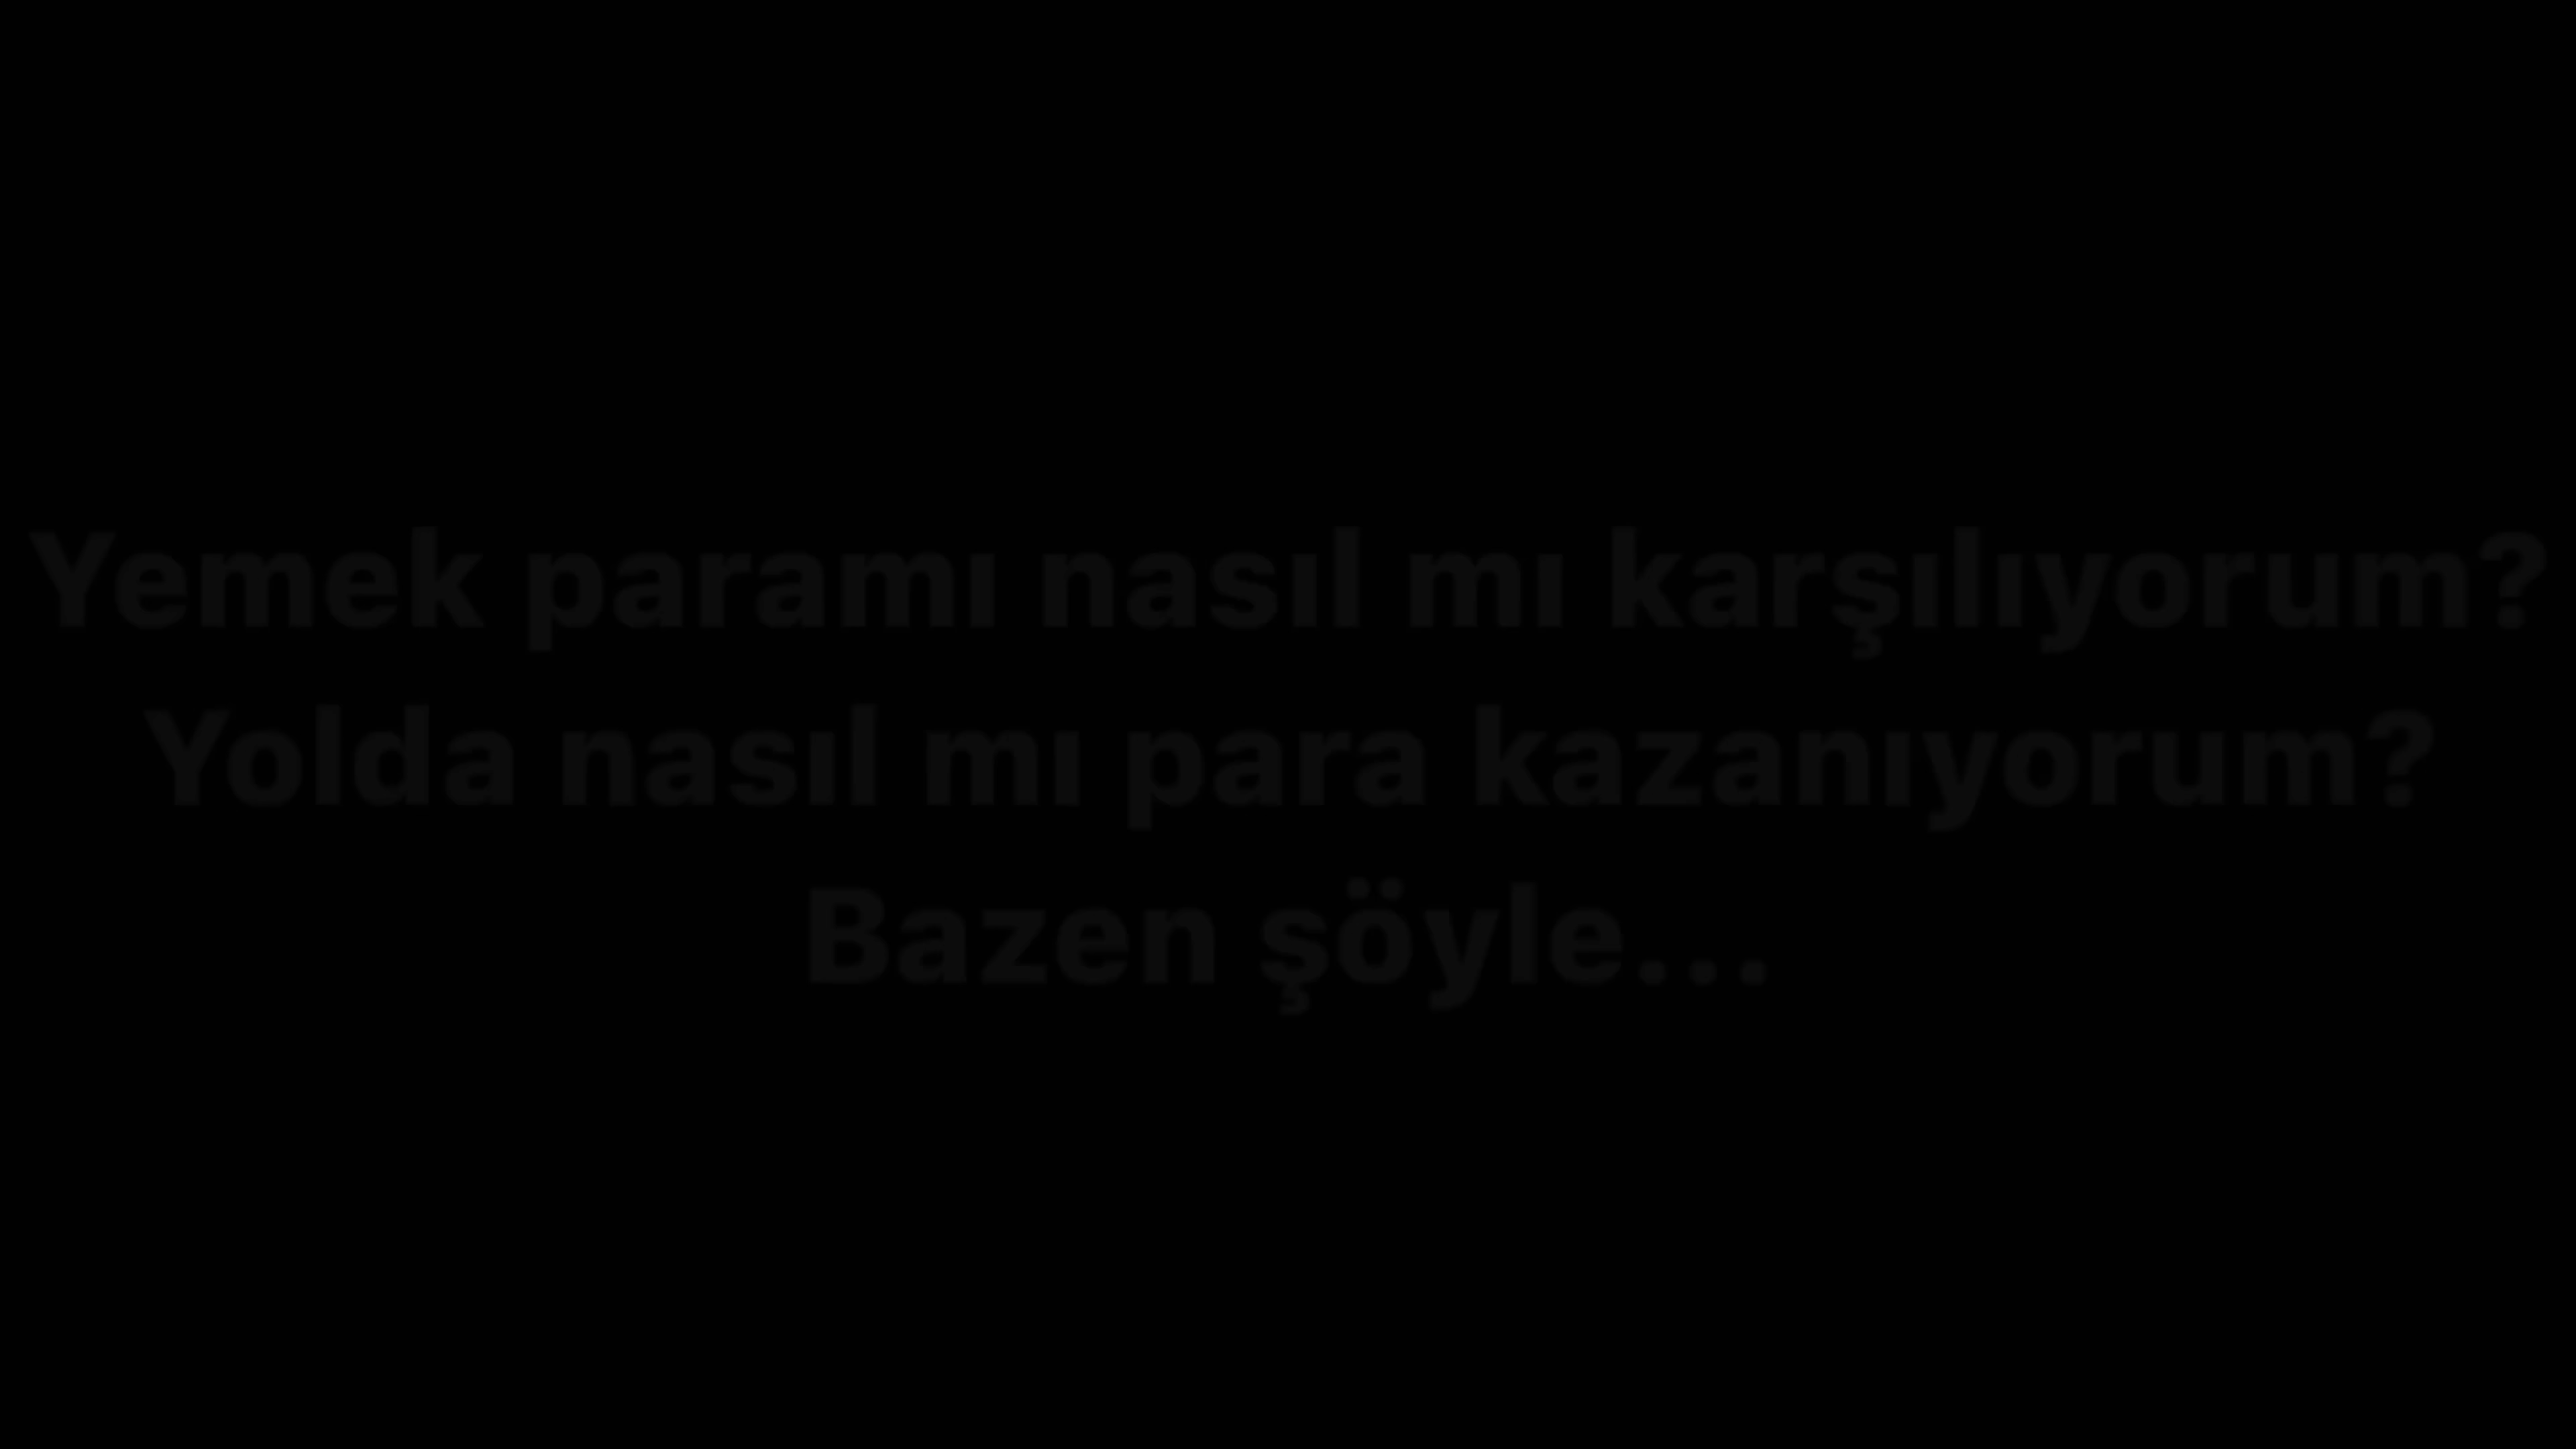 Yemek paramı nasıl mı karşılıyorum?
Yolda nasıl mı para kazanıyorum?
Bazen şöyle...